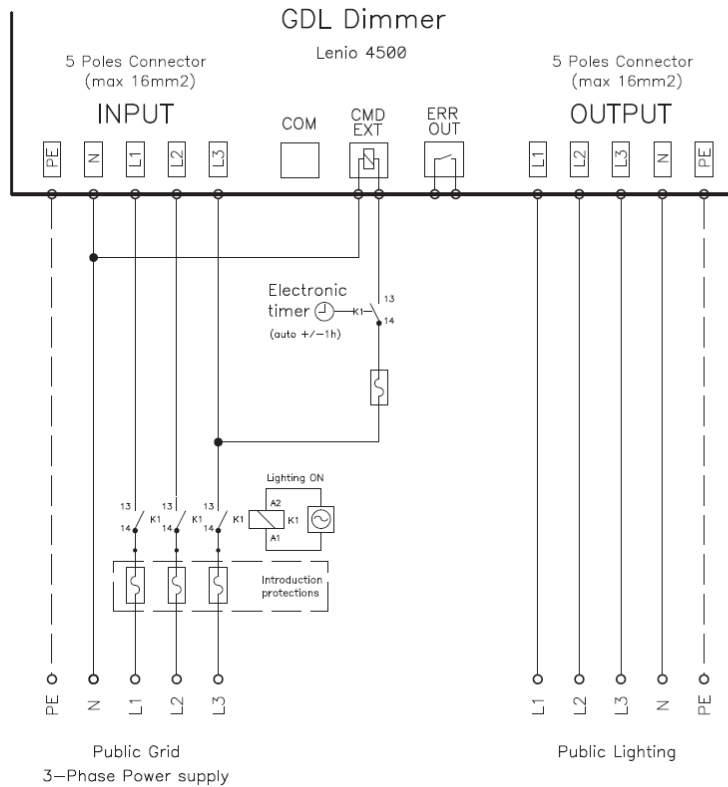 GDL Dimmer
Lenio 4500
5 Poles Connector
(max 16mm2)
INPUT
5 Poles Connector
(max 16mm2)
OUTPUT
COM
CMD
EXT
ERR
OUT
PE
N
L1
L2
L3
L1
L2
L3
N
PE
Electronic
timer
(auto +/-1h)
K1
13
14
Lighting ON
13
14
K1
13
14
K1
13
14
K1
A2
A1
K1
Introduction
protections
PE
N
L1
L2
L3
L1
L2
L3
N
PE
Public Grid
3-Phase Power supply
Public Lighting